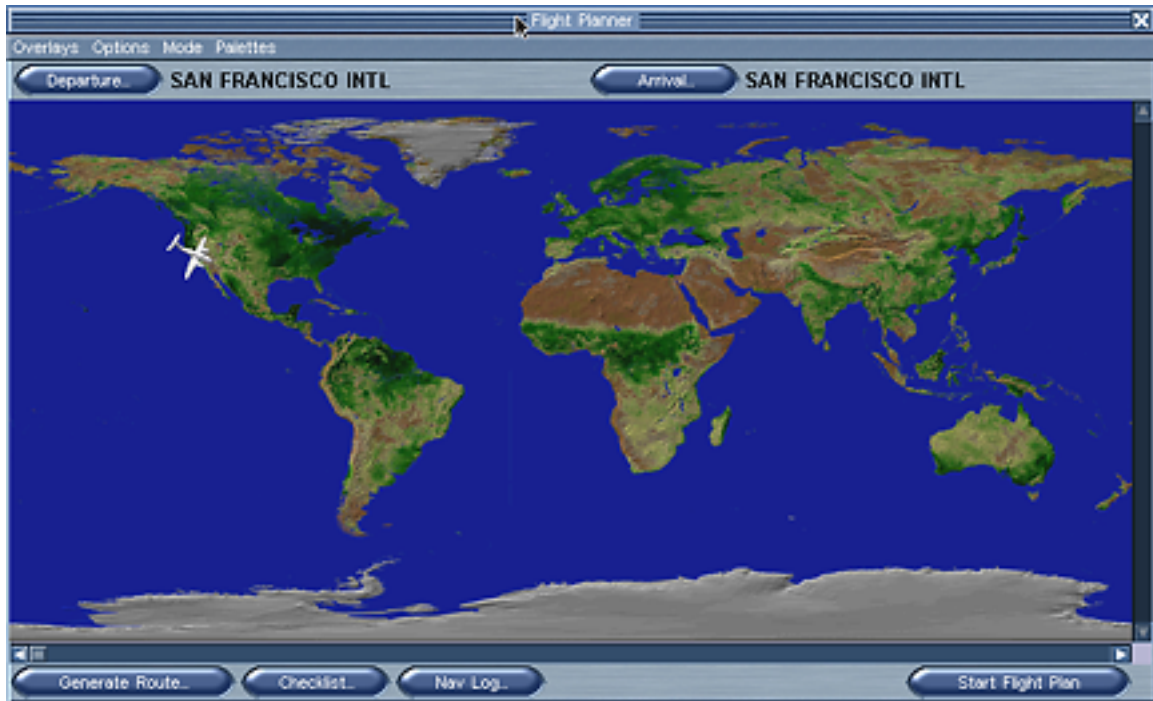 Flight Planner
Overlays Options Mode Palettes
Departure... SAN FRANCISCO INTL Arrival... SAN FRANCISCO INTL
Generate Route... Checklist... Nav Log... Start Flight Plan